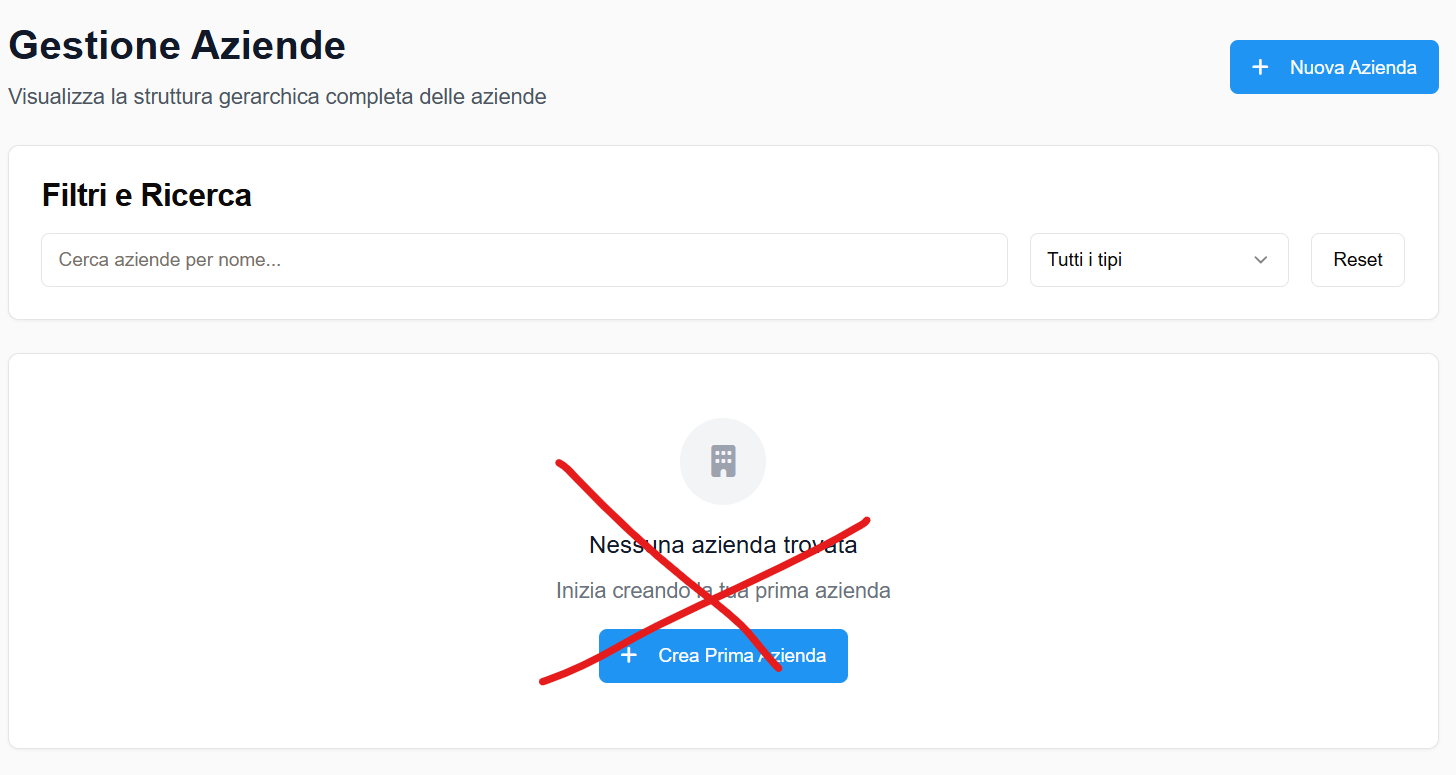 Gestione Aziende
Nuova Azienda
Visualizza la struttura gerarchica completa delle aziende
Filtri e Ricerca
Cerca aziende per nome...
Tutti i tipi
Reset
Nessuna azienda trovata
Inizia creando la tua prima azienda
Crea Prima Azienda